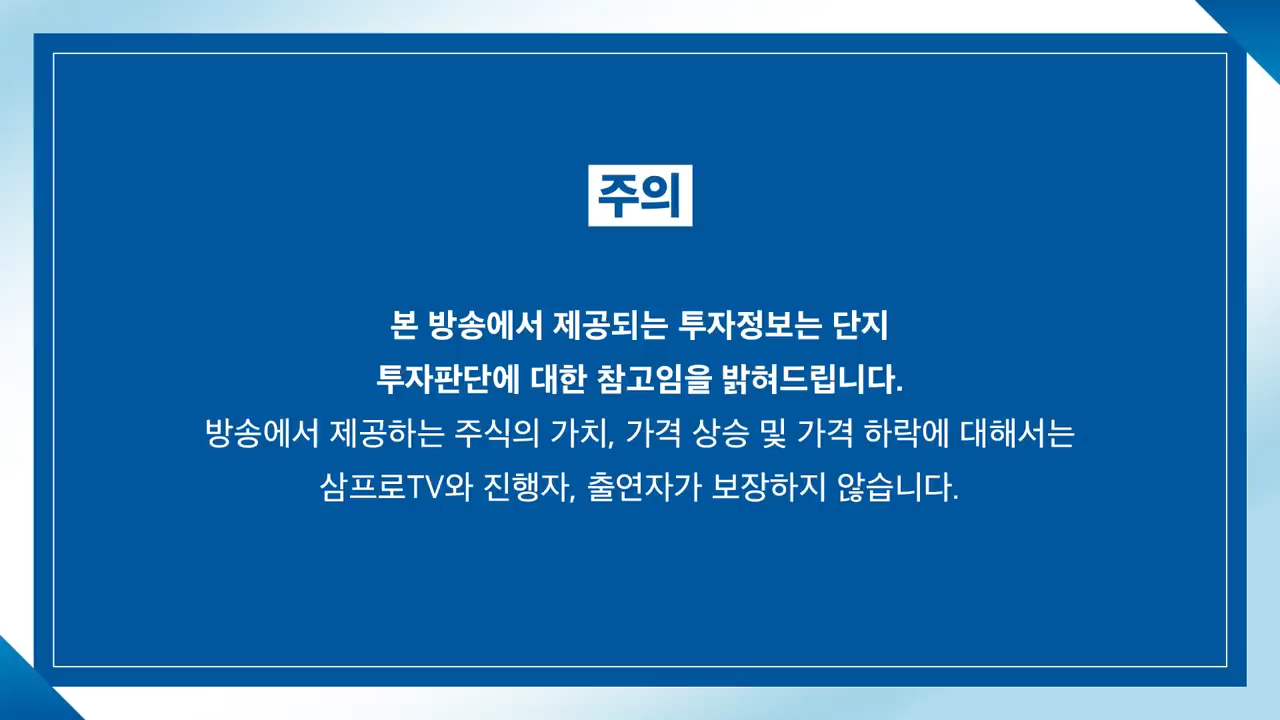 주의
본 방송에서 제공되는 투자정보는 단지
투자판단에 대한 참고임을 밝혀드립니다.
방송에서 제공하는 주식의 가치, 가격 상승 및 가격 하락에 대해서는
삼프로TV와 진행자, 출연자가 보장하지 않습니다.